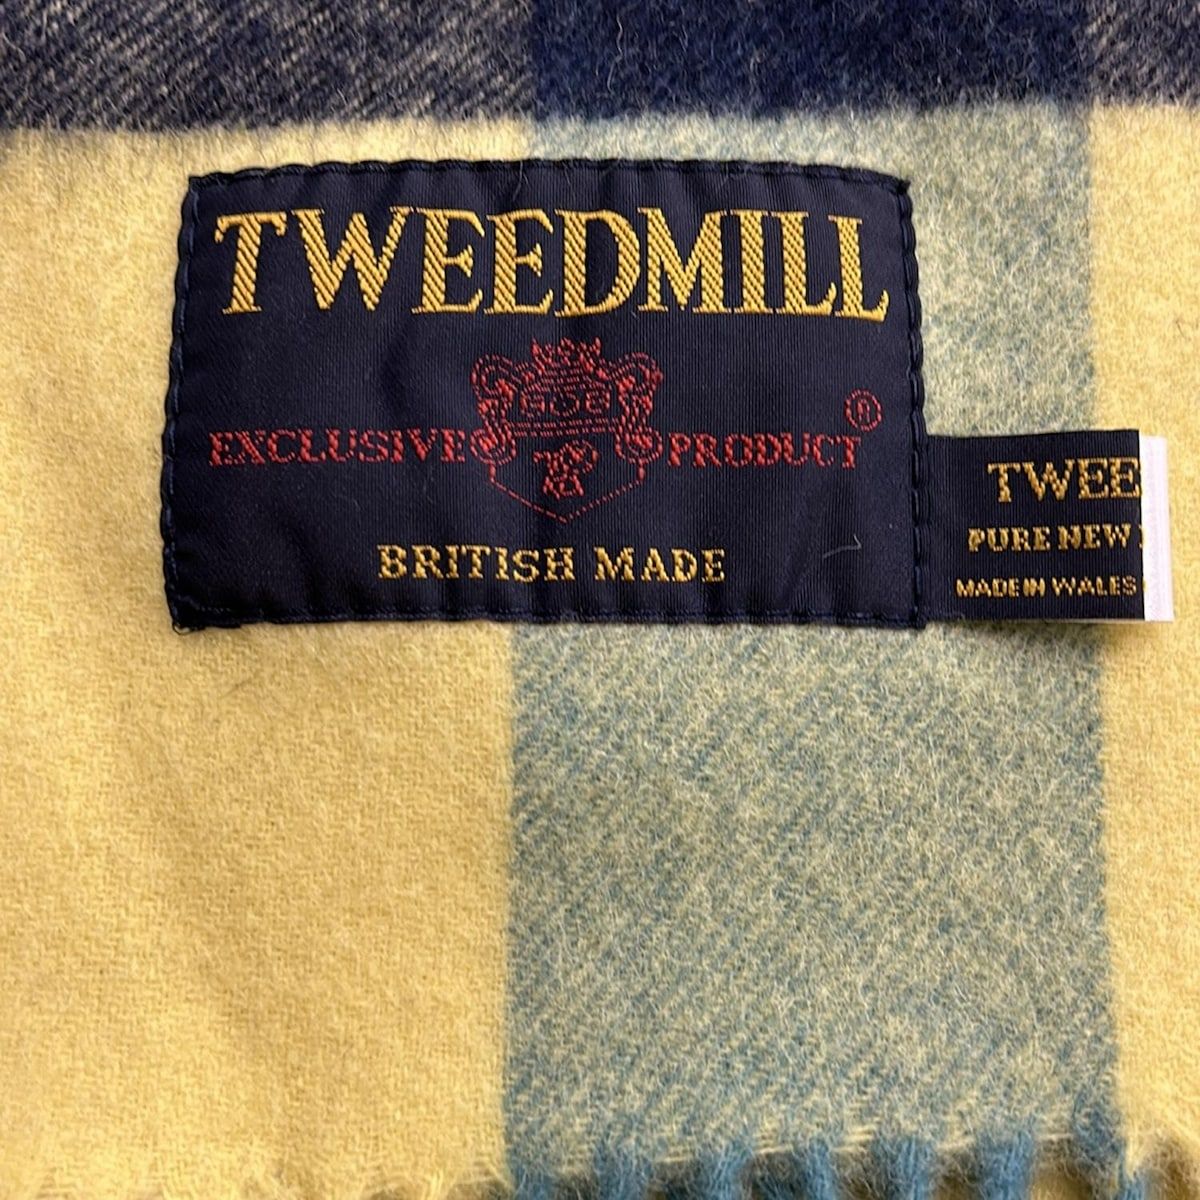 TWEEDMILL
EXCLUSIVE PRODUCT ®
BRITISH MADE
TWEE
PURE NEW
MADE IN WALES